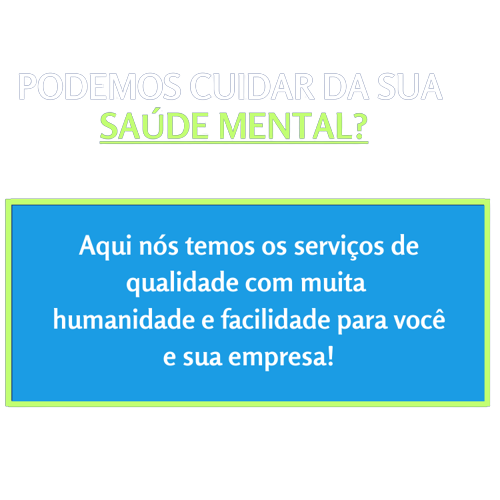 PODEMOS CUIDAR DA SUA
SAÚDE MENTAL?
Aqui nós temos os serviços de
qualidade com muita
humanidade e facilidade para você
e sua empresa!